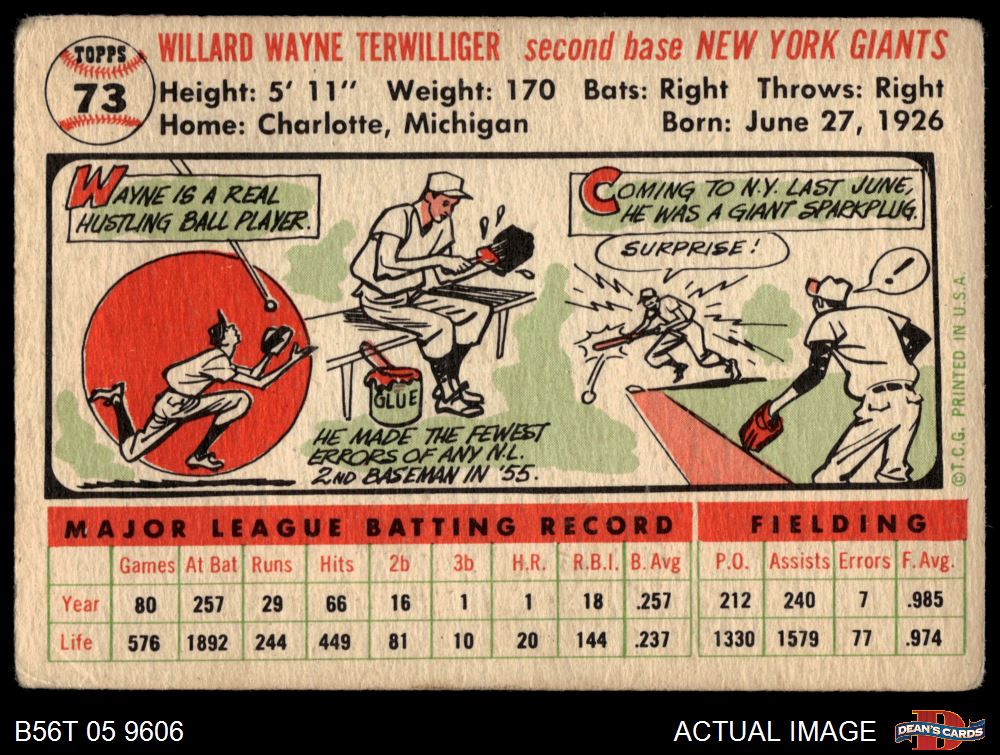 TOPPS
73
WILLARD WAYNE TERWILLIGER second base NEW YORK GIANTS
Height: 5' 11" Weight: 170 Bats: Right Throws: Right
Home: Charlotte, Michigan Born: June 27, 1926
WAYNE IS A REAL
HUSTLING BALL PLAYER.
GLUE
HE MADE THE FEWEST
ERRORS OF ANY N.L.
2ND BASEMAN IN '55.
COMING TO N.Y. LAST JUNE,
HE WAS A GIANT SPARKPLUG.
SURPRISE!
!
©T.C.G. PRINTED IN U.S.A.
MAJOR LEAGUE BATTING RECORD FIELDING
Games At Bat Runs Hits 2b 3b H.R. R.B.I. B. Avg P.O. Assists Errors F. Avg.
Year 80 257 29 66 16 1 1 18 .257 212 240 7 .985
Life 576 1892 244 449 81 10 20 144 .237 1330 1579 77 .974
B56T 05 9606 ACTUAL IMAGE D DEAN'S CARDS